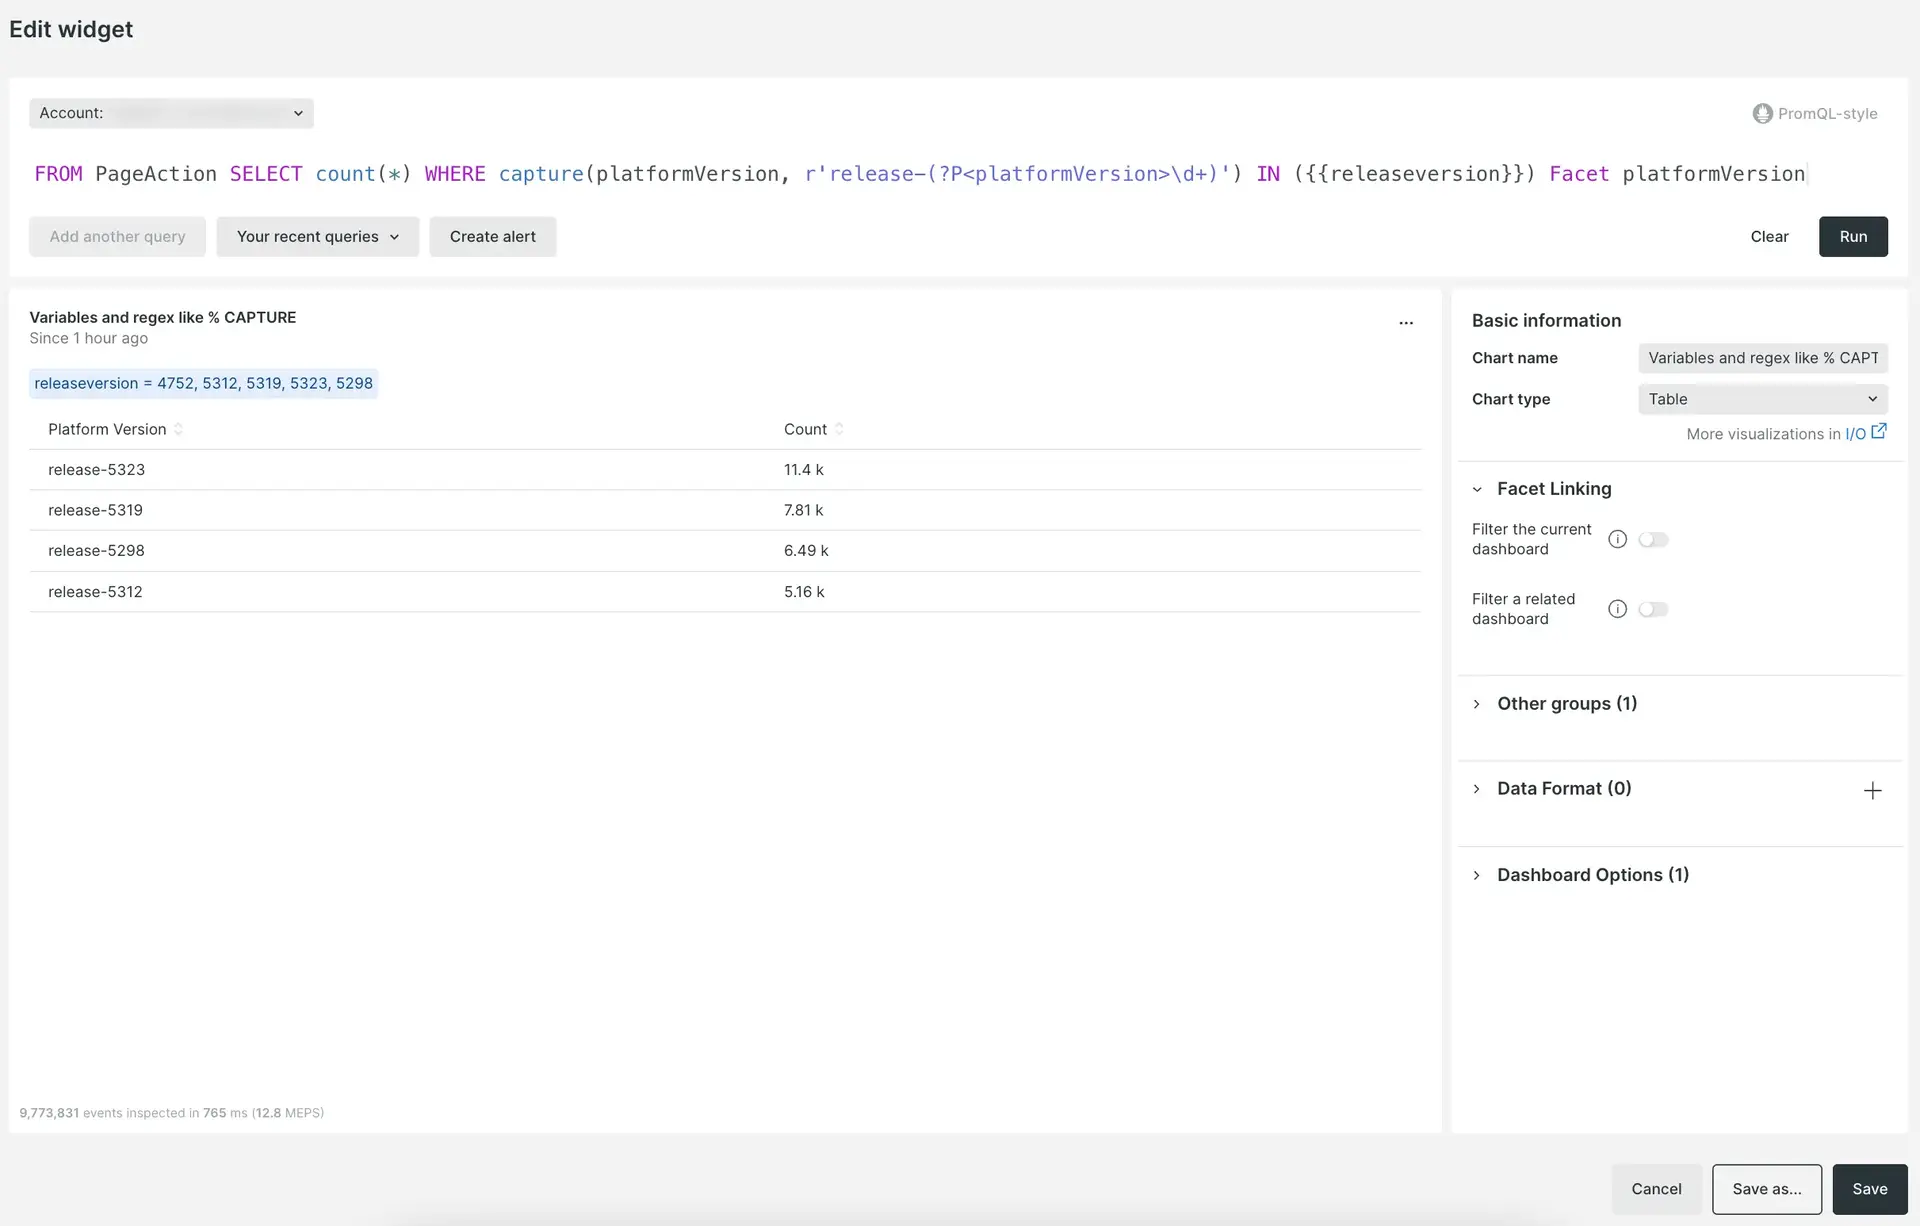 Edit widget
Account:
PromQL-style
FROM PageAction SELECT count(*) WHERE capture(platformVersion, r'release-(?P<platformVersion>\d+)') IN ({{releaseversion}}) Facet platformVersion
Add another query
Your recent queries
Create alert
Clear
Run
Variables and regex like % CAPTURE
Since 1 hour ago
...
releaseversion = 4752, 5312, 5319, 5323, 5298
Platform Version Count
release-5323 11.4 k
release-5319 7.81 k
release-5298 6.49 k
release-5312 5.16 k
9,773,831 events inspected in 765 ms (12.8 MEPS)
Basic information
Chart name Variables and regex like % CAPT
Chart type Table
More visualizations in I/O
Facet Linking
Filter the current
dashboard
Filter a related
dashboard
Other groups (1)
Data Format (0)
Dashboard Options (1)
Cancel
Save as...
Save